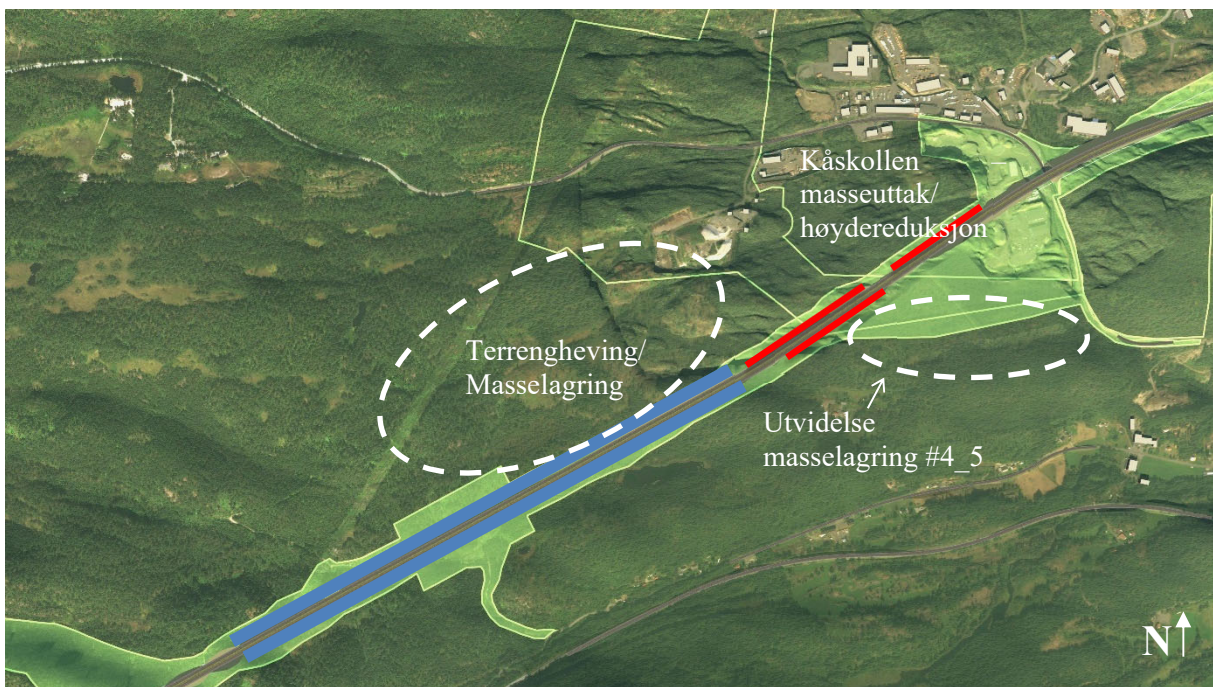 Kåskollen
masseuttak/
høydereduksjon
Terrengheving/
Masselagring
Utvidelse
masselagring #4_5
N